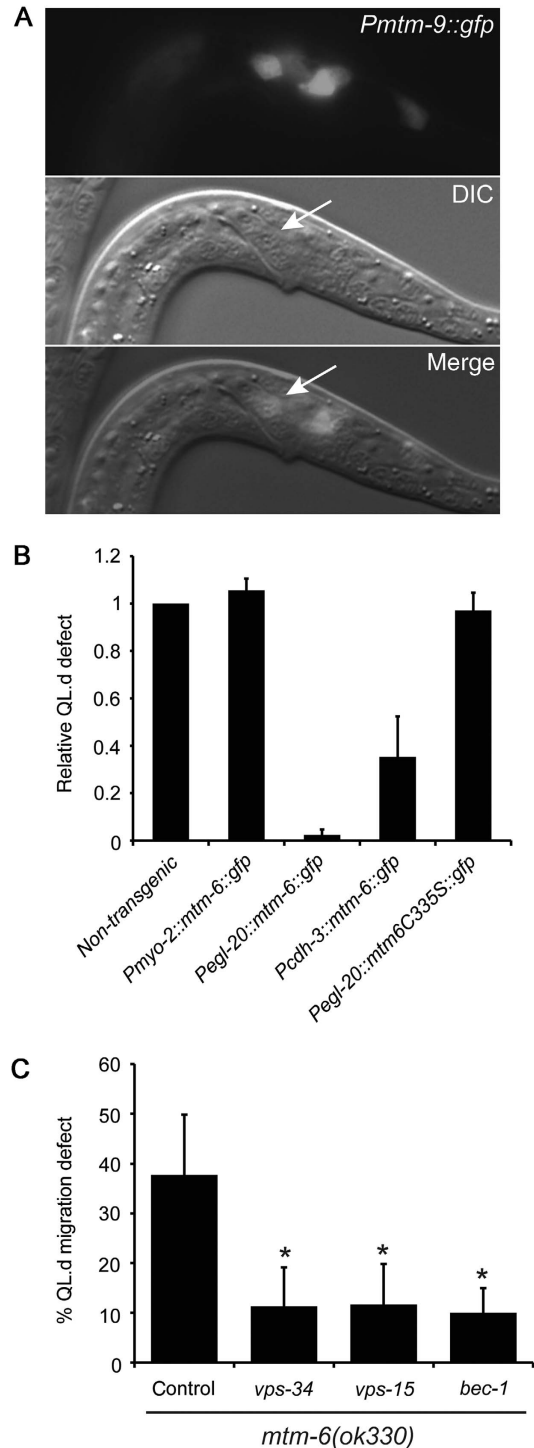 A
Pmtm-9::gfp
DIC
Merge
B
Relative QL.d defect
1.2
1
0.8
0.6
0.4
0.2
0
Non-transgenic
Pmyo-2::mtm-6::gfp
Pegl-20::mtm-6::gfp
Pcdh-3::mtm-6::gfp
Pegl-20::mtm6C335S::gfp
C
% QL.d migration defect
60
50
40
30
20
10
0
* * *
Control vps-34 vps-15 bec-1
mtm-6(ok330)